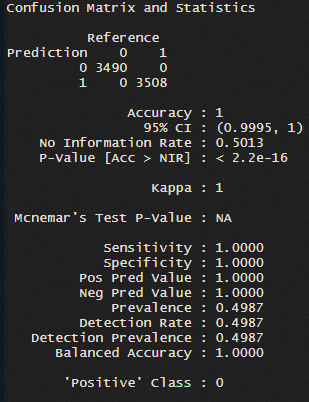 Confusion Matrix and Statistics
Reference
Prediction 0 1
0 3490 0
1 0 3508
Accuracy : 1
95% CI : (0.9995, 1)
No Information Rate : 0.5013
P-Value [Acc > NIR] : < 2.2e-16
Kappa : 1
Mcnemar's Test P-Value : NA
Sensitivity : 1.0000
Specificity : 1.0000
Pos Pred Value : 1.0000
Neg Pred Value : 1.0000
Prevalence : 0.4987
Detection Rate : 0.4987
Detection Prevalence : 0.4987
Balanced Accuracy : 1.0000
'Positive' Class : 0